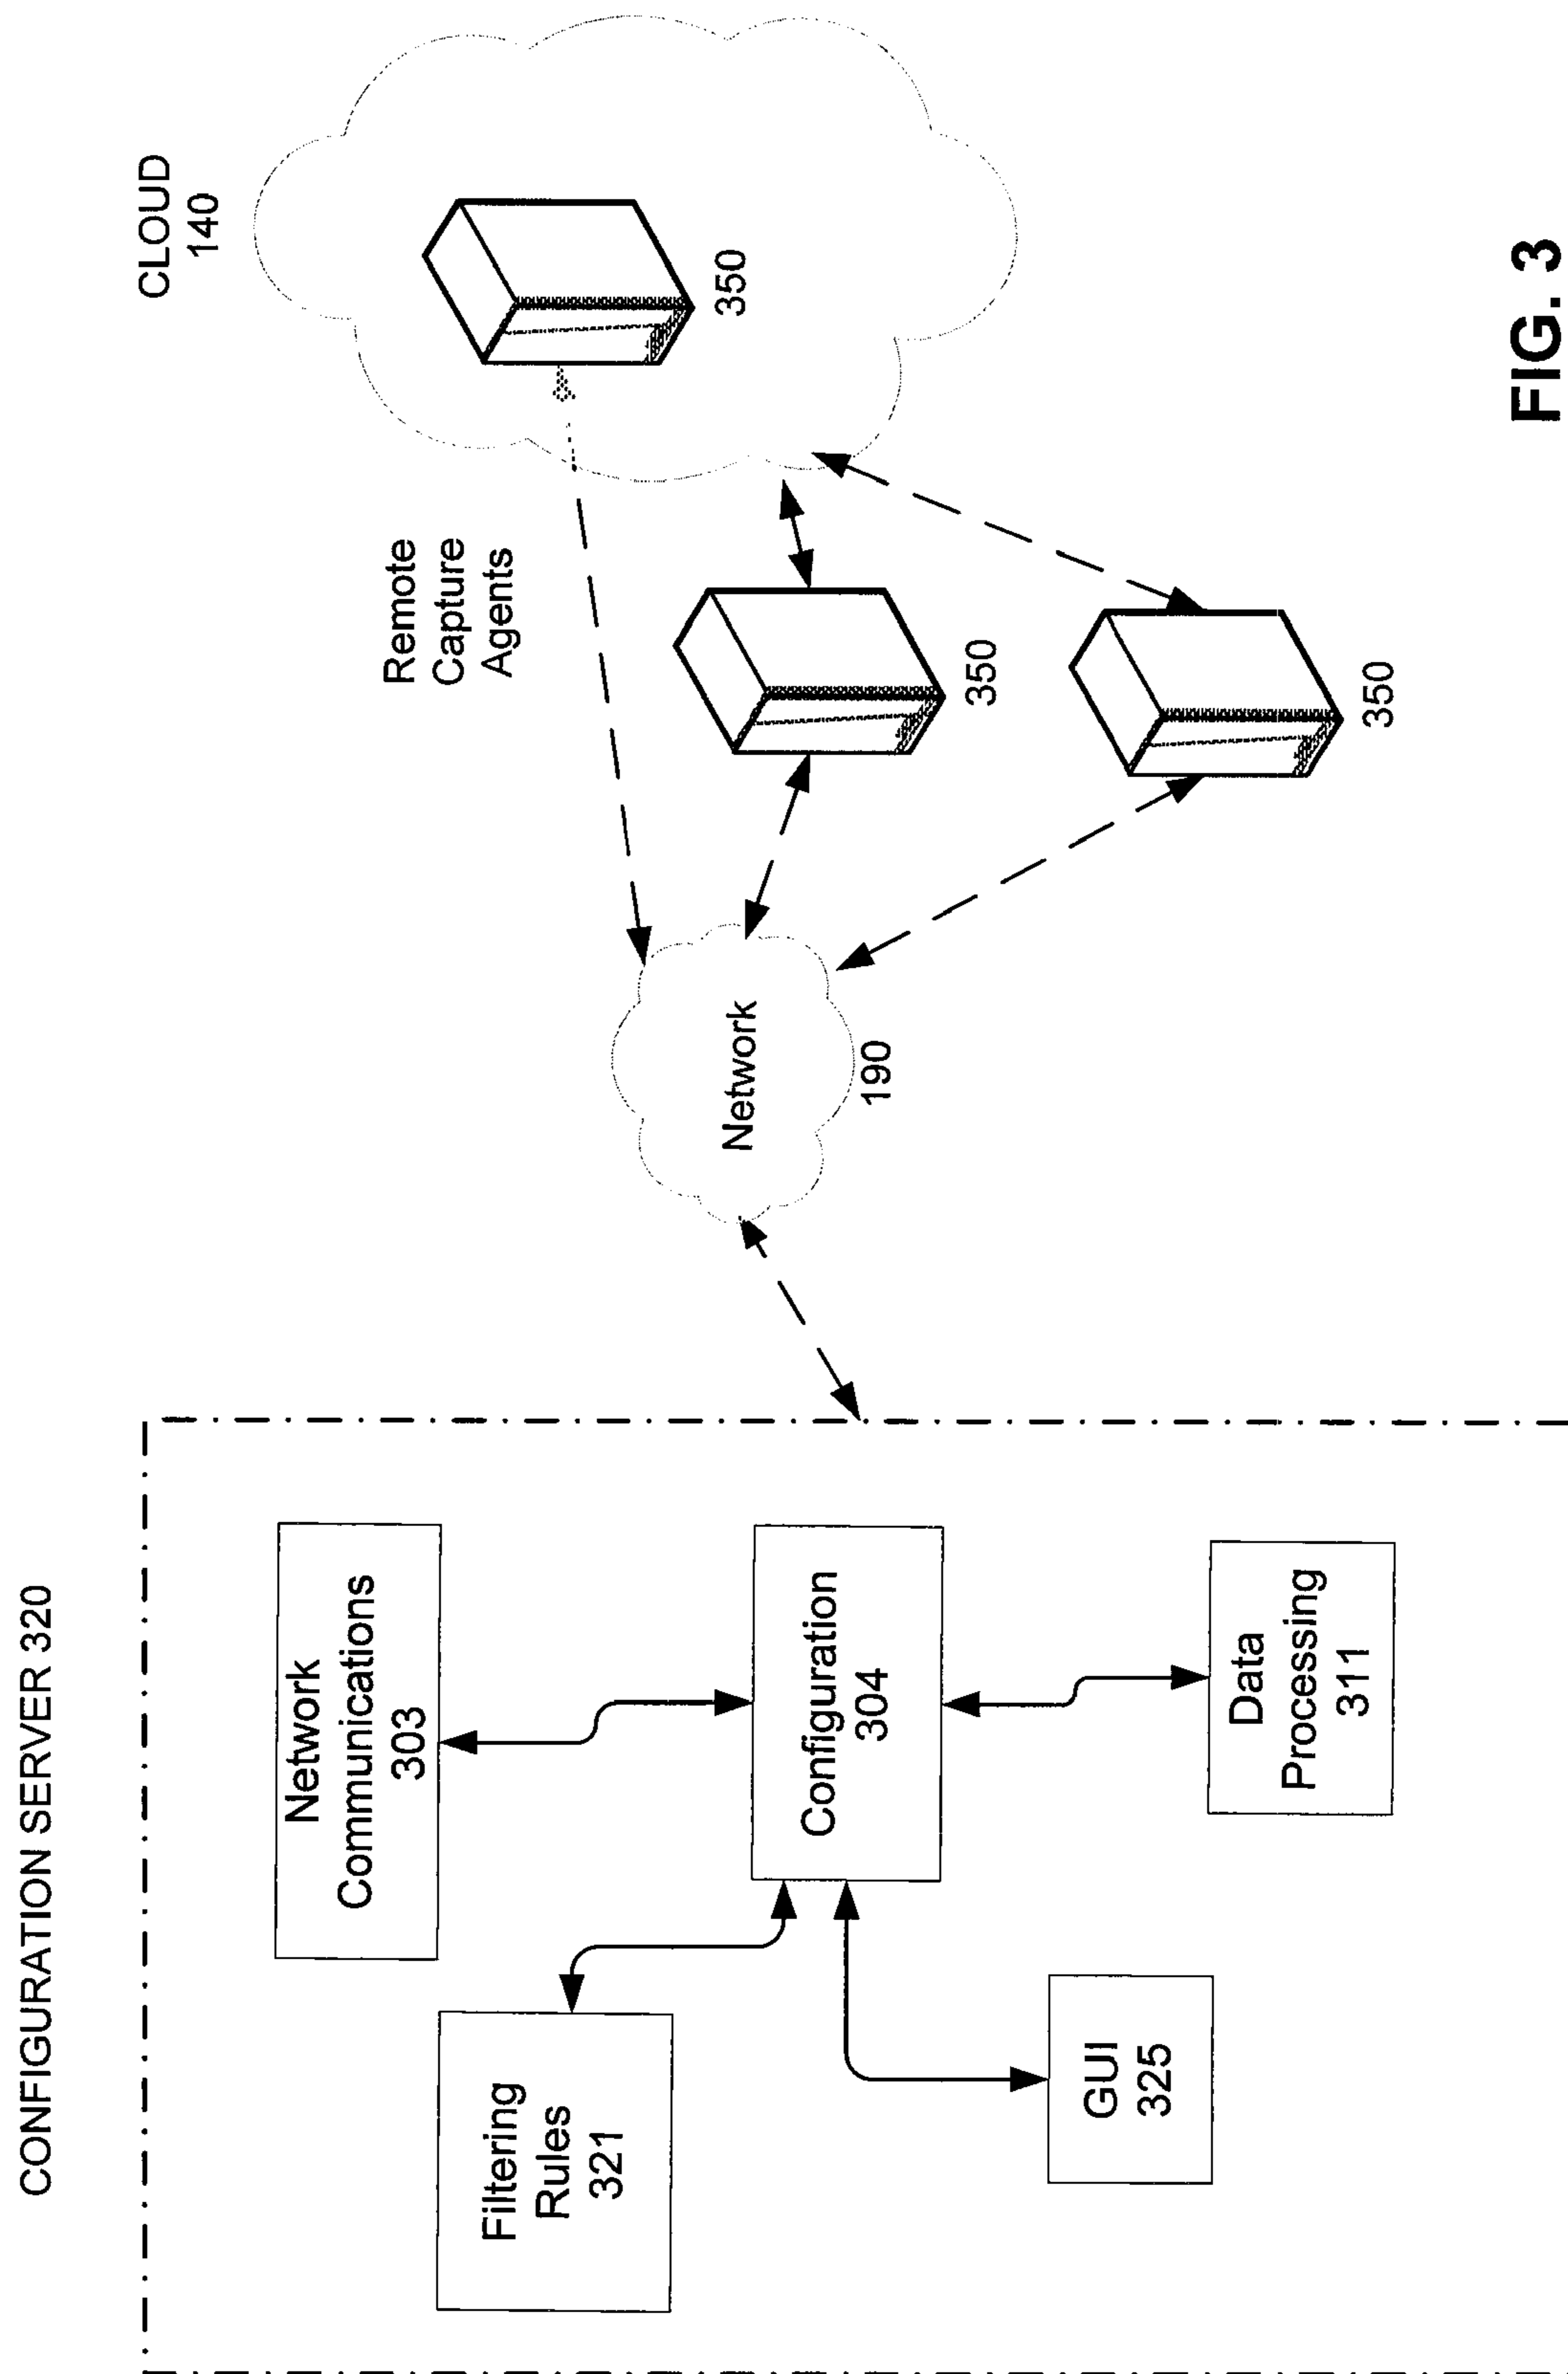 CONFIGURATION SERVER 320
Network
Communications
303
Filtering
Rules
321
Configuration
304
GUI
325
Data
Processing
311
Network
190
Remote
Capture
Agents
CLOUD
140
350
350
350
FIG. 3